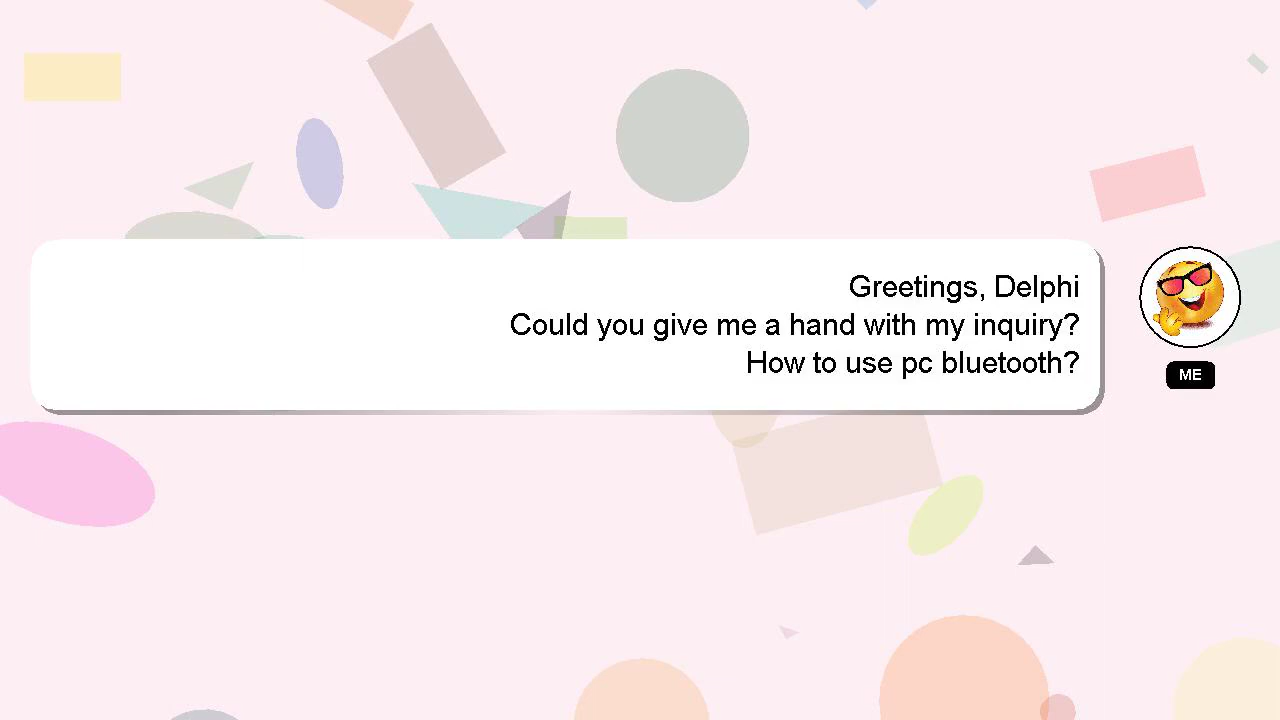 Greetings, Delphi
Could you give me a hand with my inquiry?
How to use pc bluetooth?
ME